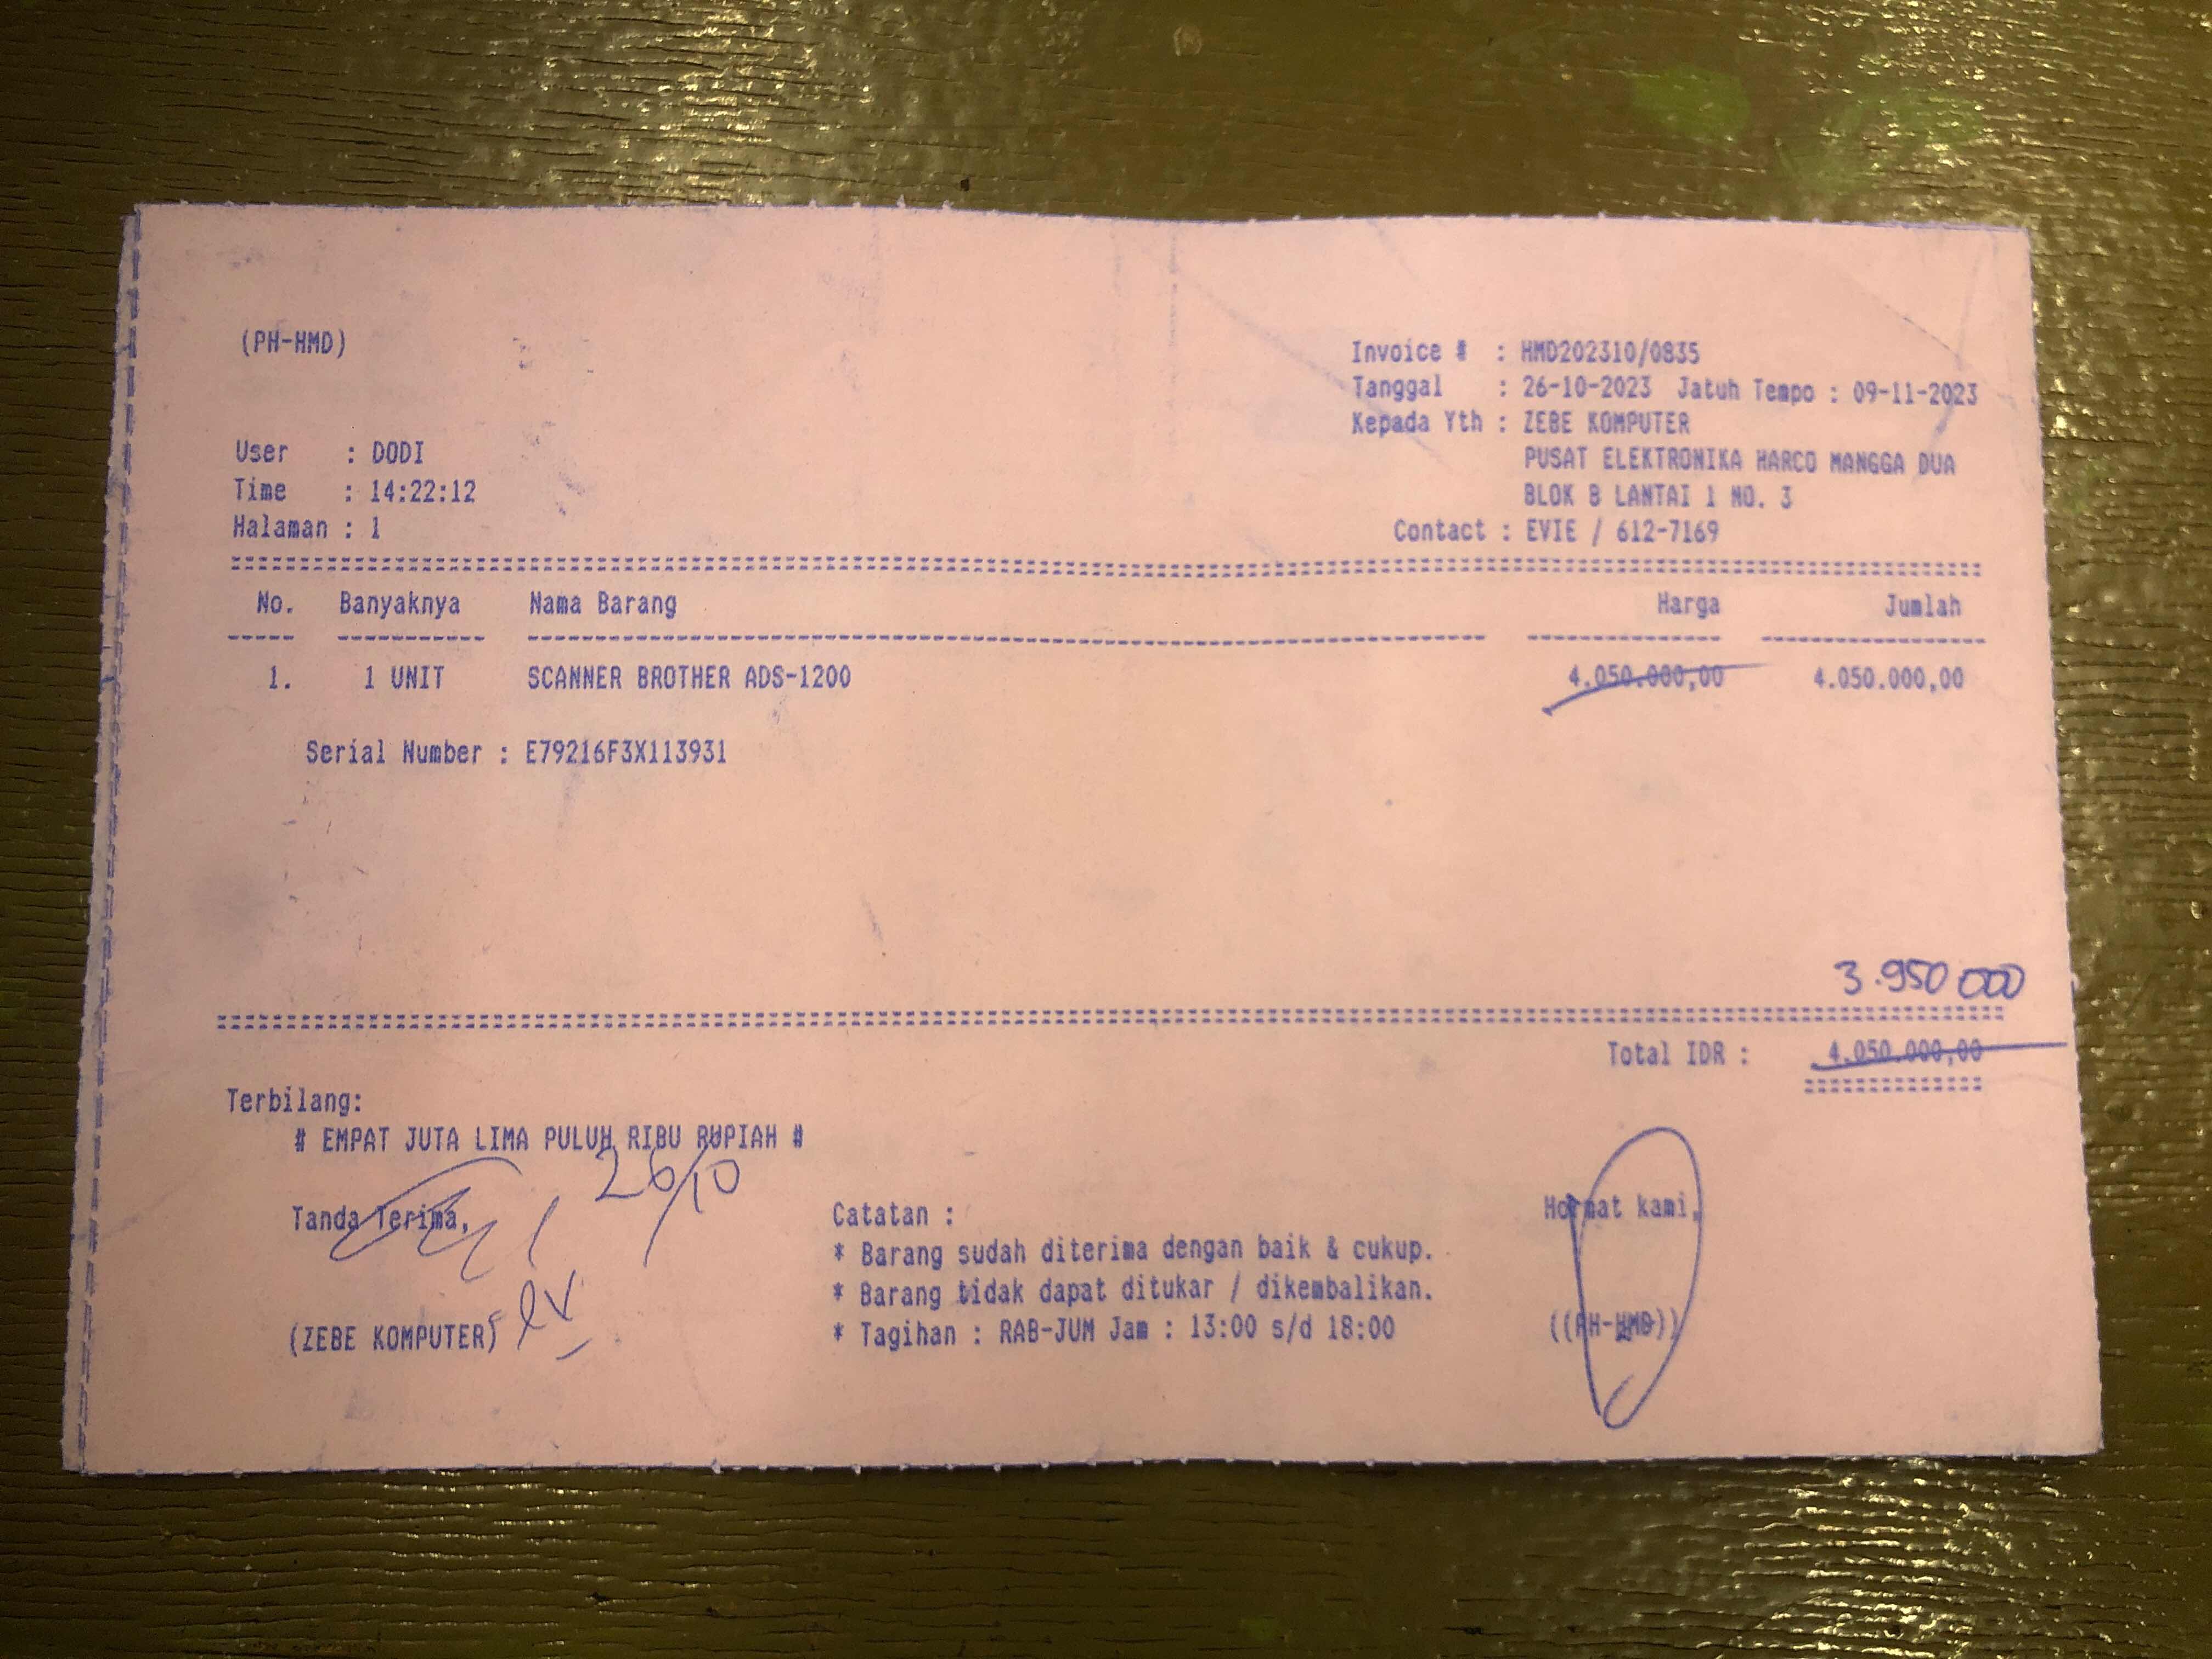 (PH-HMD)
Invoice # : HMD202310/0835
Tanggal : 26-10-2023 Jatuh Tempo : 09-11-2023
Kepada Yth : ZEBE KOMPUTER
PUSAT ELEKTRONIKA HARCO MANGGA DUA
BLOK B LANTAI 1 NO. 3
Contact : EVIE / 612-7169
User : DODI
Time : 14:22:12
Halaman : 1
No. Banyaknya Nama Barang Harga Jumlah
1. 1 UNIT SCANNER BROTHER ADS-1200 4.050.000,00 4.050.000,00
Serial Number : E79216F3X113931
3.950 000
Total IDR : 4.050.000,00
Terbilang:
# EMPAT JUTA LIMA PULUH RIBU RUPIAH #
26/10
Tanda Terima,
(ZEBE KOMPUTER)
Catatan :
* Barang sudah diterima dengan baik & cukup.
* Barang tidak dapat ditukar / dikembalikan.
* Tagihan : RAB-JUM Jam : 13:00 s/d 18:00
Hormat kami,
((PH-HMD))